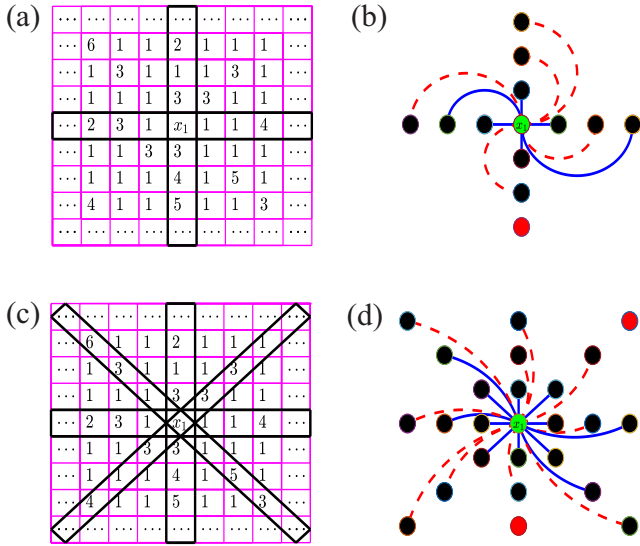 (a)
⋯ ⋯ ⋯ ⋯ ⋯ ⋯ ⋯ ⋯ ⋯
⋯ 6 1 1 2 1 1 1 ⋯
⋯ 1 3 1 1 1 3 1 ⋯
⋯ 1 1 1 3 3 1 1 ⋯
⋯ 2 3 1 x₁ 1 1 4 ⋯
⋯ 1 1 3 3 1 1 1 ⋯
⋯ 1 1 1 4 1 5 1 ⋯
⋯ 4 1 1 5 1 1 3 ⋯
⋯ ⋯ ⋯ ⋯ ⋯ ⋯ ⋯ ⋯ ⋯
(b)
x₁
(c)
⋯ ⋯ ⋯ ⋯ ⋯ ⋯ ⋯ ⋯ ⋯
⋯ 6 1 1 2 1 1 1 ⋯
⋯ 1 3 1 1 1 3 1 ⋯
⋯ 1 1 1 3 3 1 1 ⋯
⋯ 2 3 1 x₁ 1 1 4 ⋯
⋯ 1 1 3 3 1 1 1 ⋯
⋯ 1 1 1 4 1 5 1 ⋯
⋯ 4 1 1 5 1 1 3 ⋯
⋯ ⋯ ⋯ ⋯ ⋯ ⋯ ⋯ ⋯ ⋯
(d)
x₁